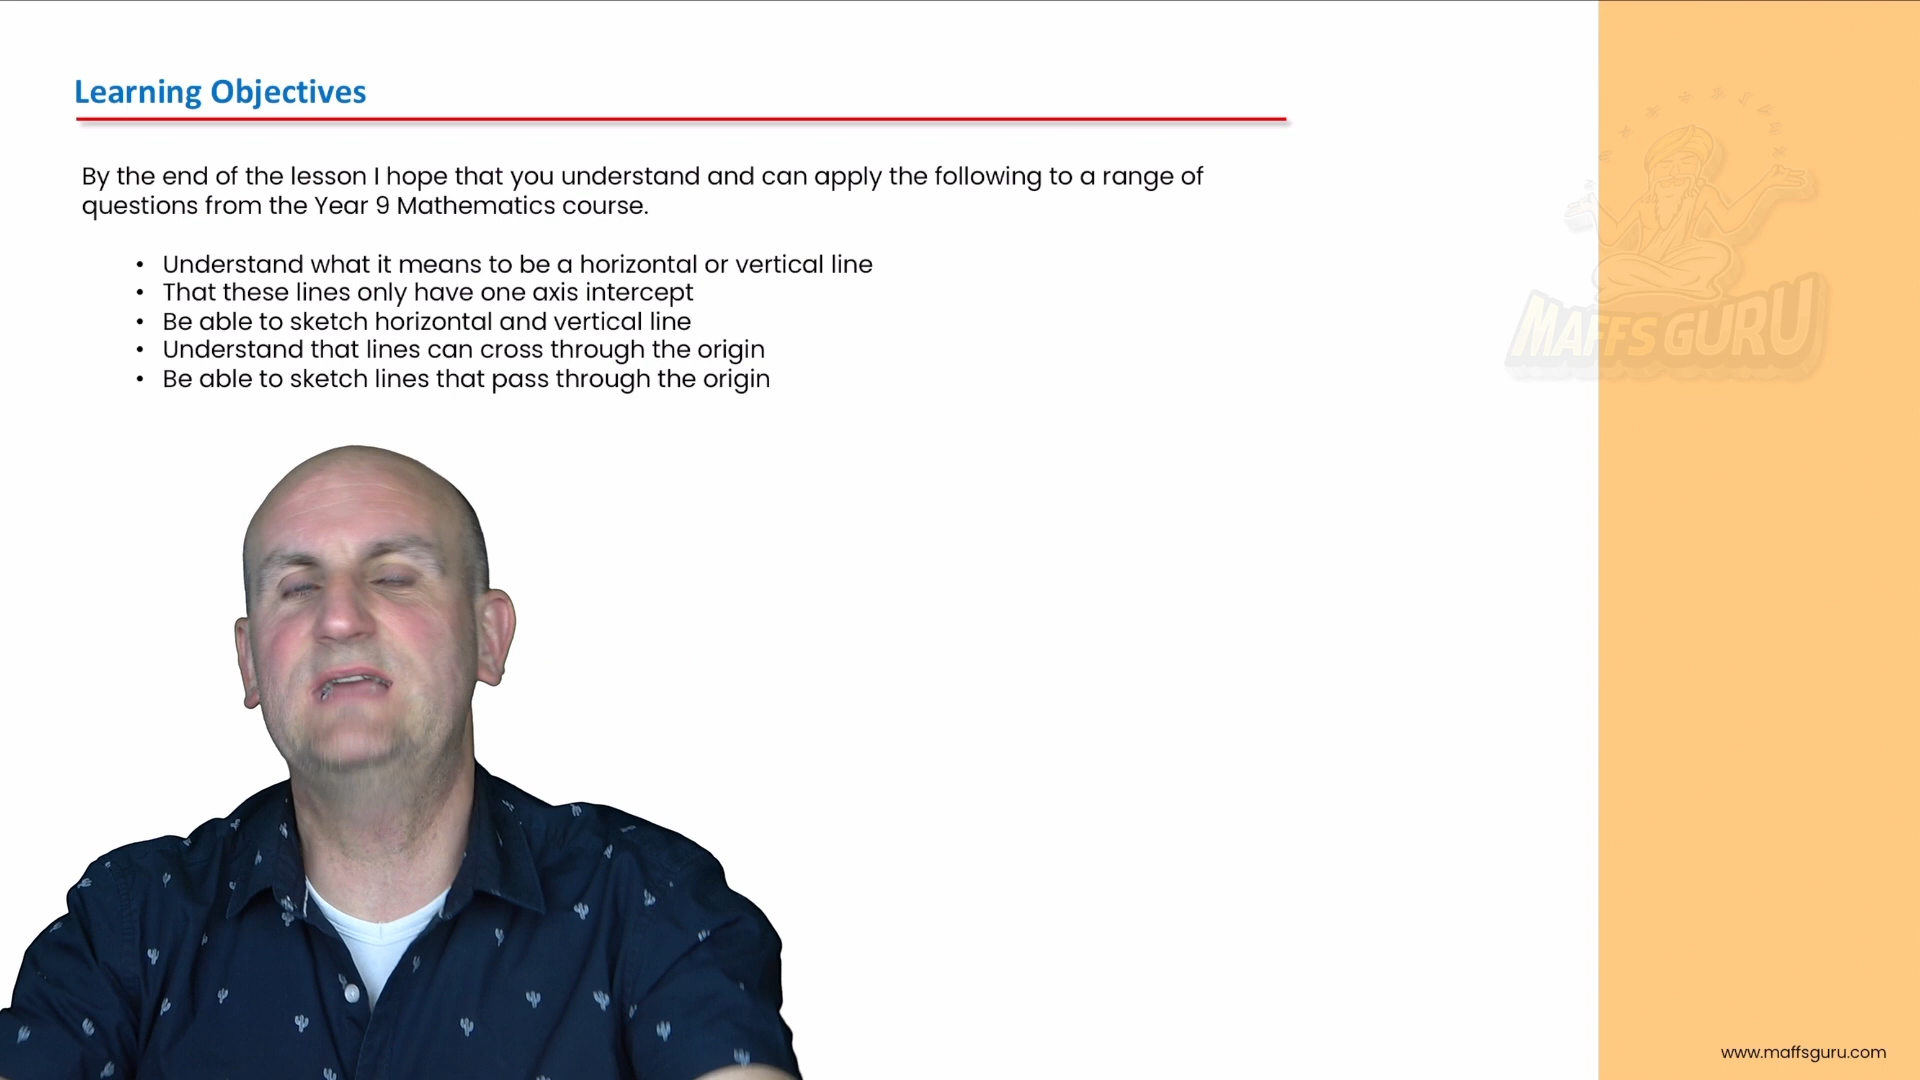 Learning Objectives
By the end of the lesson I hope that you understand and can apply the following to a range of
questions from the Year 9 Mathematics course.
• Understand what it means to be a horizontal or vertical line
• That these lines only have one axis intercept
• Be able to sketch horizontal and vertical line
• Understand that lines can cross through the origin
• Be able to sketch lines that pass through the origin
MAFFS GURU
www.maffsguru.com